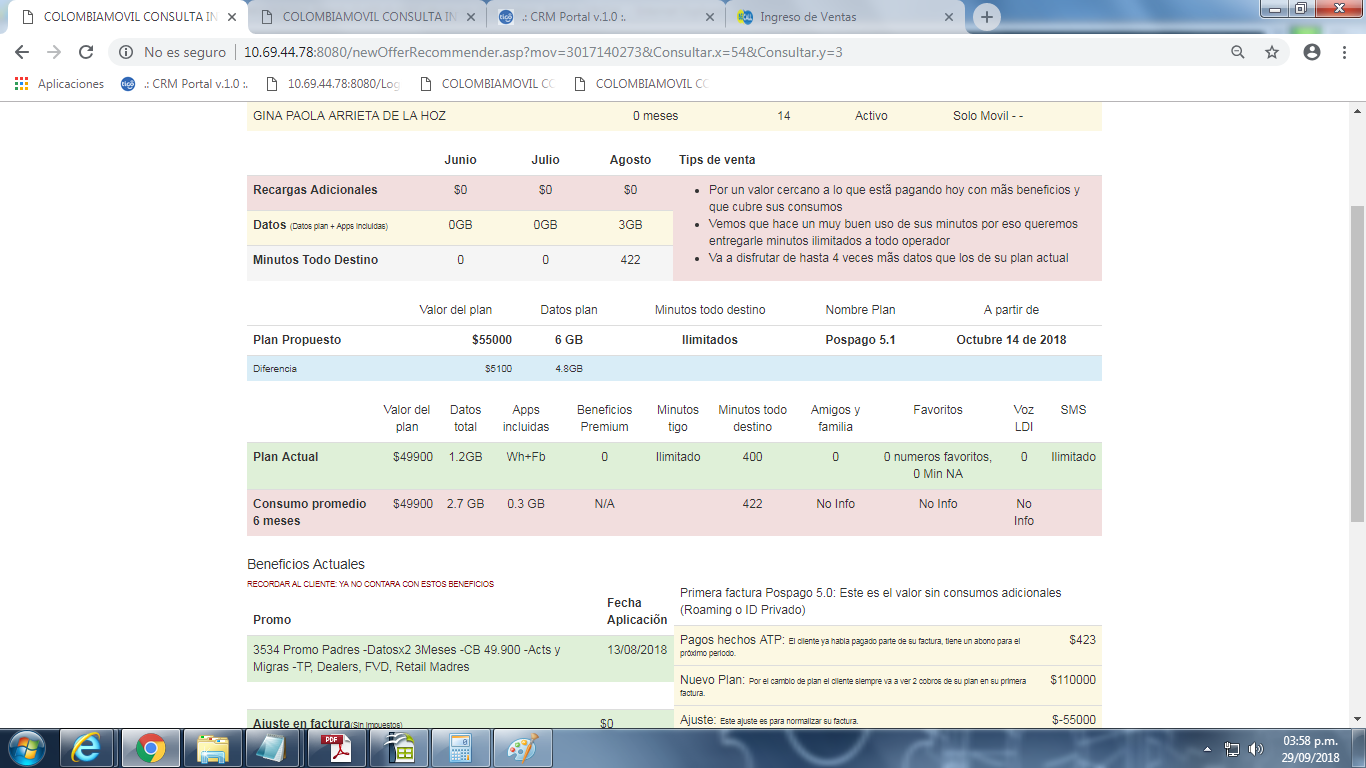 COLOMBIAMOVIL CONSULTA IN
COLOMBIAMOVIL CONSULTA IN
.: CRM Portal v.1.0 :.
Ingreso de Ventas
No es seguro | 10.69.44.78:8080/newOfferRecommender.asp?mov=3017140273&Consultar.x=54&Consultar.y=3
Aplicaciones
.: CRM Portal v.1.0 :.
10.69.44.78:8080/Log
COLOMBIAMOVIL CC
COLOMBIAMOVIL CC
GINA PAOLA ARRIETA DE LA HOZ 0 meses 14 Activo Solo Movil - -
Junio Julio Agosto Tips de venta
Recargas Adicionales $0 $0 $0
Datos (Datos plan + Apps Incluidas) 0GB 0GB 3GB
Minutos Todo Destino 0 0 422
• Por un valor cercano a lo que estã pagando hoy con mãs beneficios y
que cubre sus consumos
• Vemos que hace un muy buen uso de sus minutos por eso queremos
entregarle minutos ilimitados a todo operador
• Va a disfrutar de hasta 4 veces mãs datos que los de su plan actual
Valor del plan Datos plan Minutos todo destino Nombre Plan A partir de
Plan Propuesto $55000 6 GB Ilimitados Pospago 5.1 Octubre 14 de 2018
Diferencia $5100 4.8GB
Valor del plan Datos total Apps incluidas Beneficios Premium Minutos tigo Minutos todo destino Amigos y familia Favoritos Voz LDI SMS
Plan Actual $49900 1.2GB Wh+Fb 0 Ilimitado 400 0 0 numeros favoritos, 0 Min NA 0 Ilimitado
Consumo promedio 6 meses $49900 2.7 GB 0.3 GB N/A 422 No Info No Info No Info
Beneficios Actuales
RECORDAR AL CLIENTE: YA NO CONTARA CON ESTOS BENEFICIOS
Promo Fecha Aplicación
3534 Promo Padres -Datosx2 3Meses -CB 49.900 -Acts y 13/08/2018
Migras -TP, Dealers, FVD, Retail Madres
Ajuste en factura(Sin Impuestos) $0
Primera factura Pospago 5.0: Este es el valor sin consumos adicionales
(Roaming o ID Privado)
Pagos hechos ATP: El cliente ya habia pagado parte de su factura, tiene un abono para el $423
próximo periodo.
Nuevo Plan: Por el cambio de plan el cliente siempre va a ver 2 cobros de su plan en su primera $110000
factura.
Ajuste: Este ajuste es para normalizar su factura. $-55000
PDF
03:58 p.m.
29/09/2018